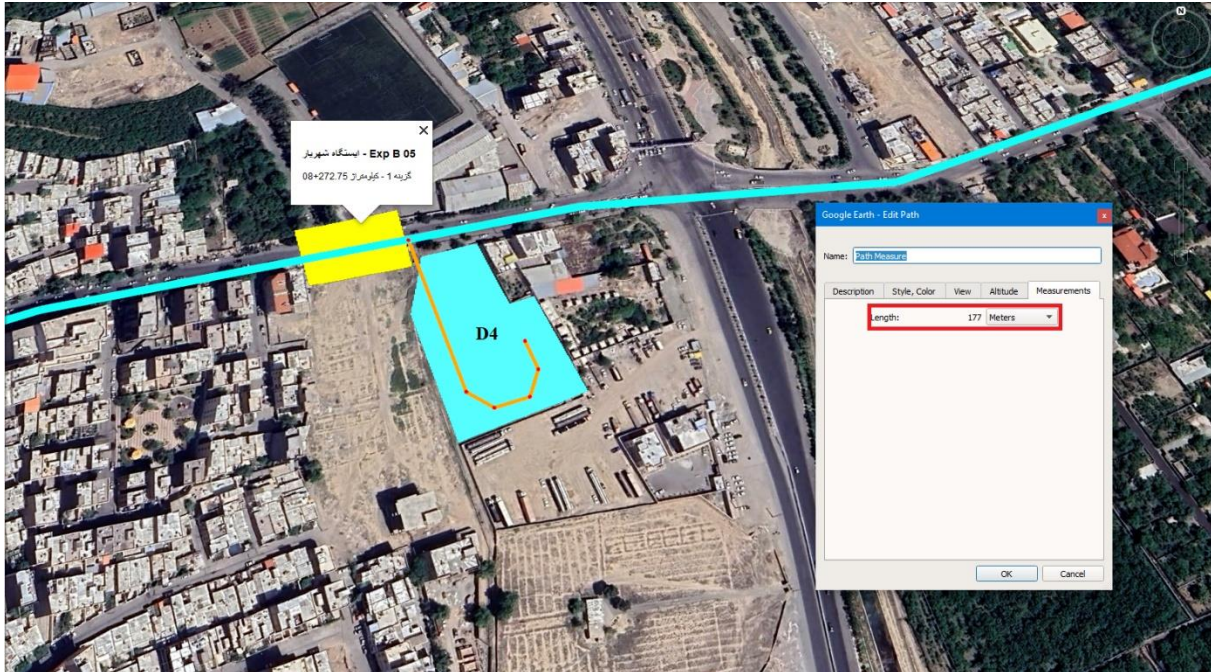 N
Exp B 05 - ایستگاه شهریار
گزینه 1 - کیلومتراژ 08+272.75
D4
Google Earth - Edit Path
Name: Path Measure
Description Style, Color View Altitude Measurements
Length: 177 Meters
OK Cancel